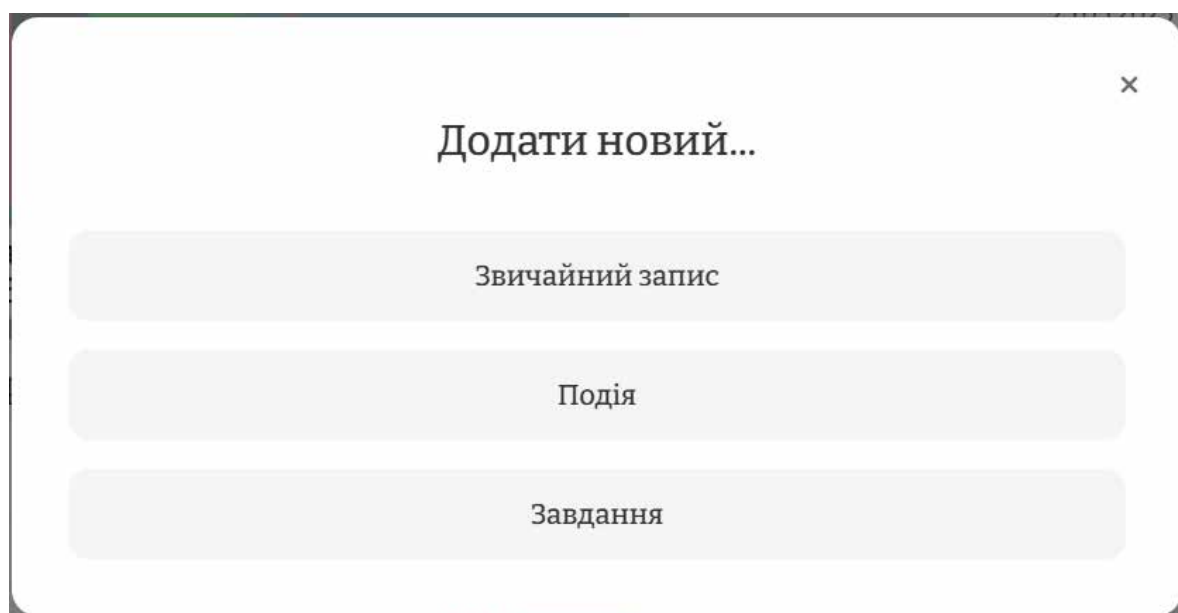 ×
Додати новий...
Звичайний запис
Подія
Завдання